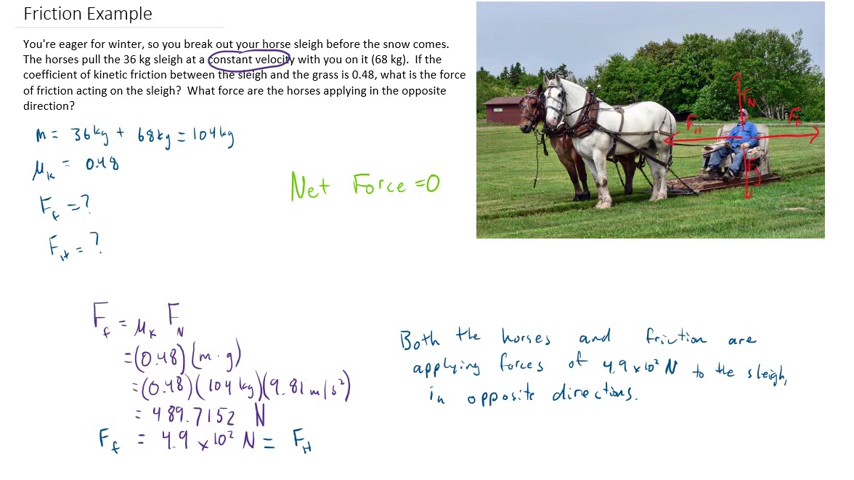 Friction Example
You're eager for winter, so you break out your horse sleigh before the snow comes.
The horses pull the 36 kg sleigh at a constant velocity with you on it (68 kg). If the
coefficient of kinetic friction between the sleigh and the grass is 0.48, what is the force
of friction acting on the sleigh? What force are the horses applying in the opposite
direction?
m = 36kg + 68kg = 104kg
μk = 0.48
Ff = ?
FH = ?
Net Force = 0
FN
FH
Ff
Ff = μk FN
= (0.48)(m·g)
= (0.48)(104 kg)(9.81 m/s²)
= 489.7152 N
Ff = 4.9 x 10² N = FH
Both the horses and friction are
applying forces of 4.9 x 10² N to the sleigh,
in opposite directions.